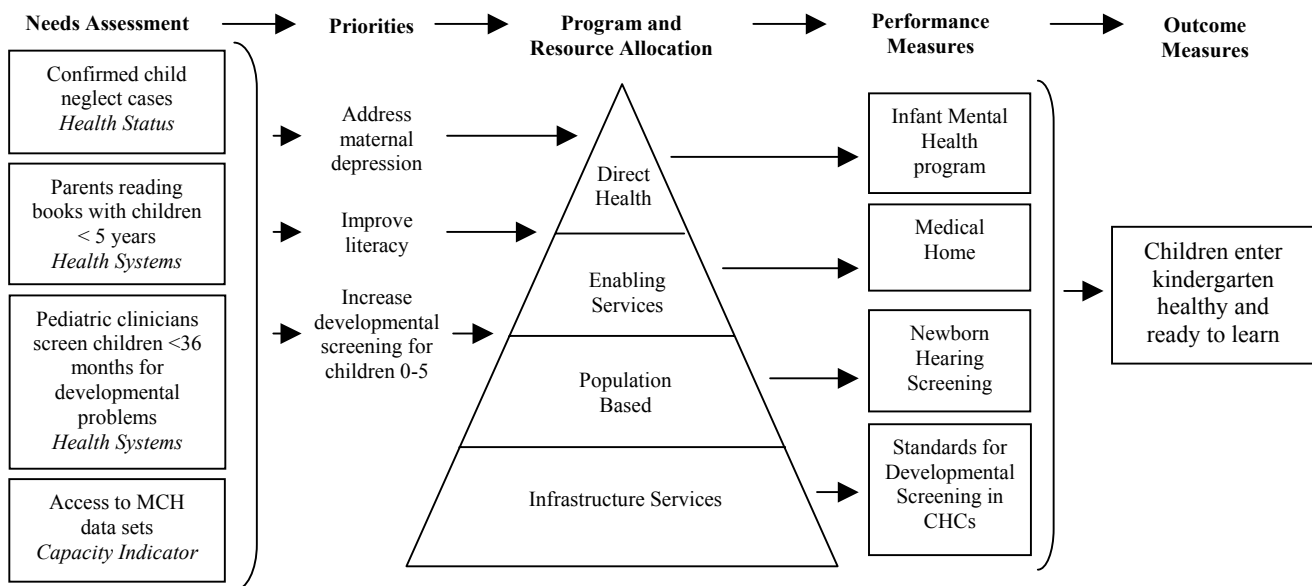 Needs Assessment
Priorities
Program and
Resource Allocation
Performance
Measures
Outcome
Measures
Confirmed child
neglect cases
Health Status
Parents reading
books with children
< 5 years
Health Systems
Pediatric clinicians
screen children <36
months for
developmental
problems
Health Systems
Access to MCH
data sets
Capacity Indicator
Address
maternal
depression
Improve
literacy
Increase
developmental
screening for
children 0-5
Direct
Health
Enabling
Services
Population
Based
Infrastructure Services
Infant Mental
Health
program
Medical
Home
Newborn
Hearing
Screening
Standards for
Developmental
Screening in
CHCs
Children enter
kindergarten
healthy and
ready to learn